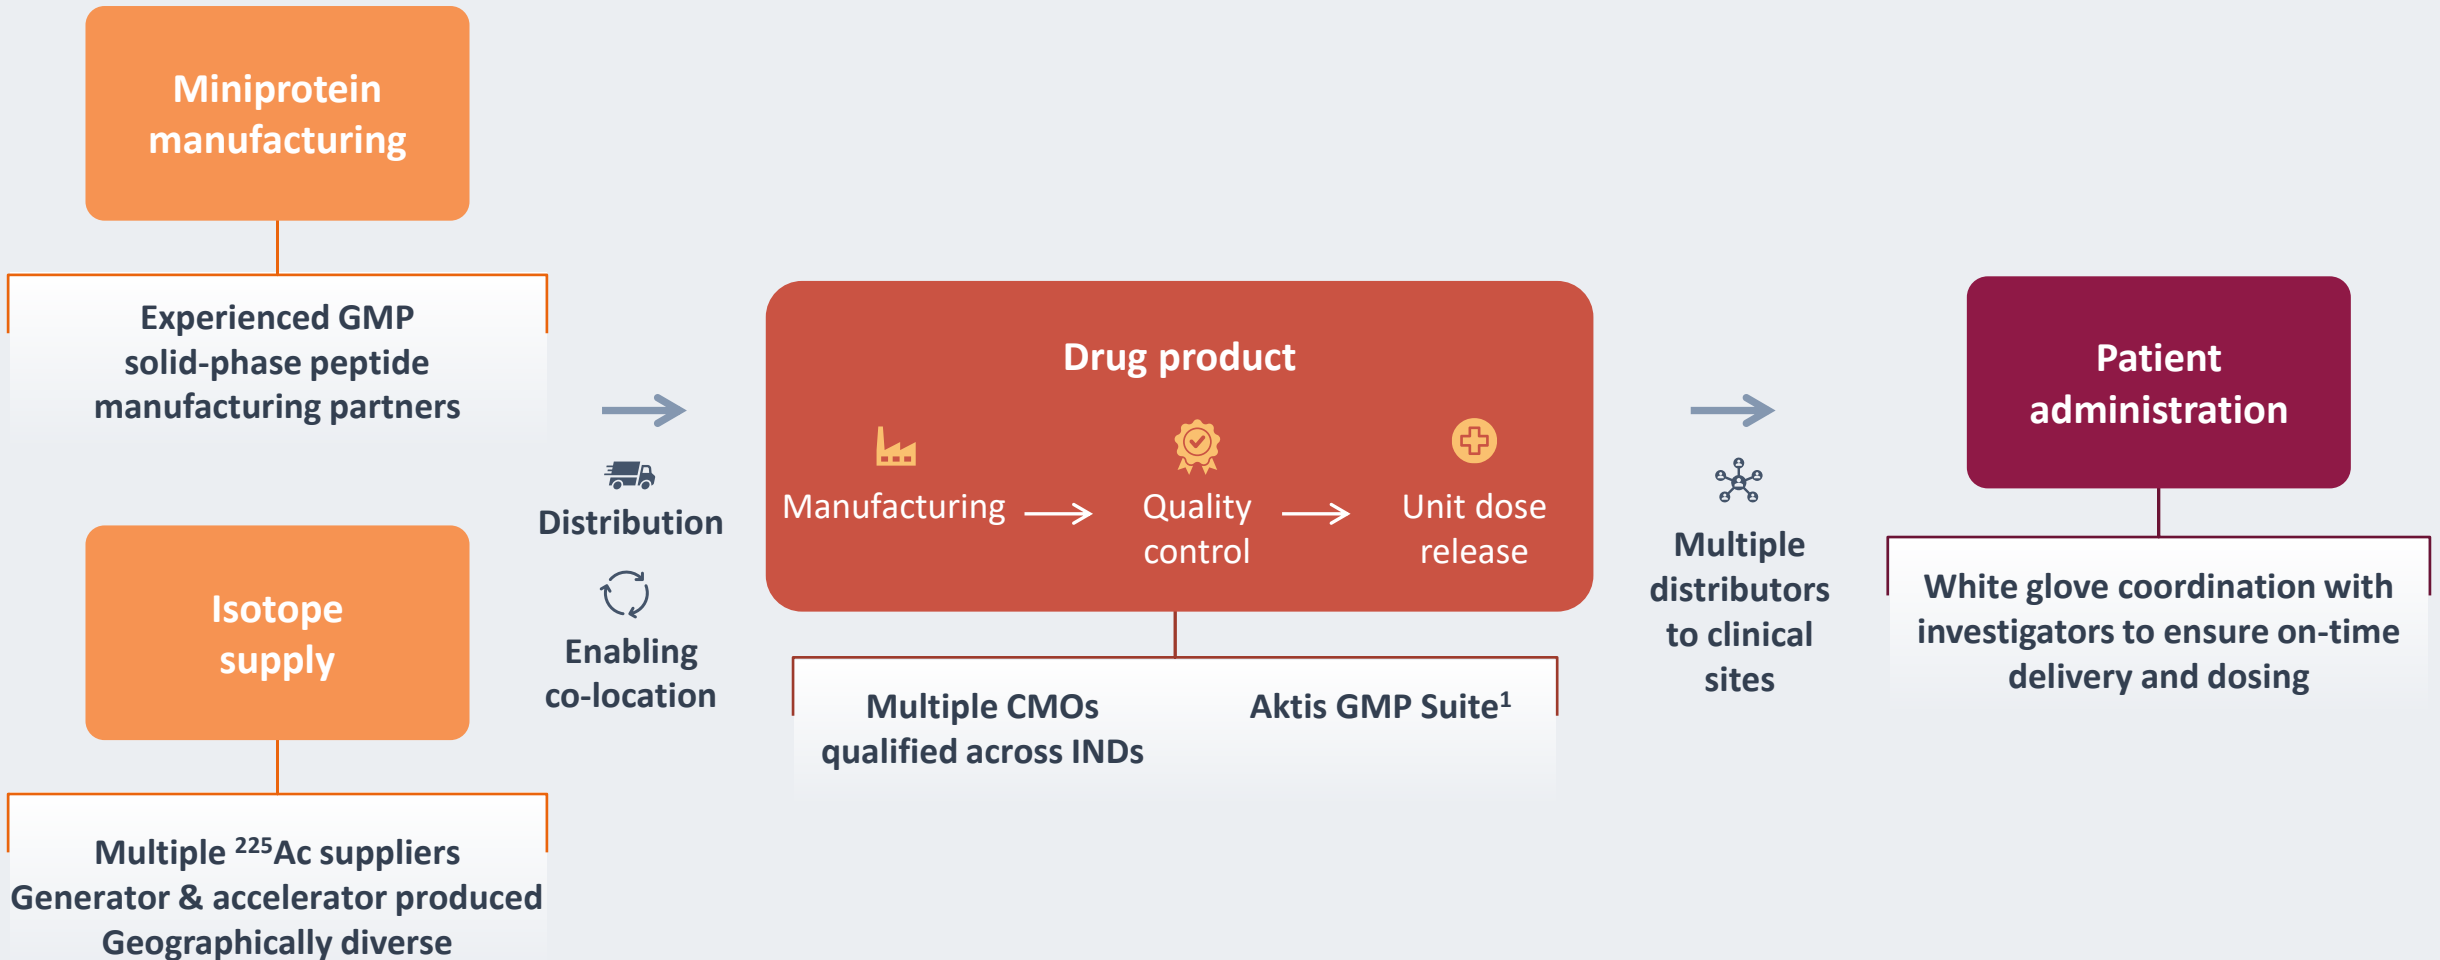 Miniprotein
manufacturing
Experienced GMP
solid-phase peptide
manufacturing partners
Isotope
supply
Multiple ²²⁵Ac suppliers
Generator & accelerator produced
Geographically diverse
Distribution
Enabling
co-location
Drug product
Manufacturing
Quality
control
Unit dose
release
Multiple CMOs
qualified across INDs
Aktis GMP Suite¹
Multiple
distributors
to clinical
sites
Patient
administration
White glove coordination with
investigators to ensure on-time
delivery and dosing